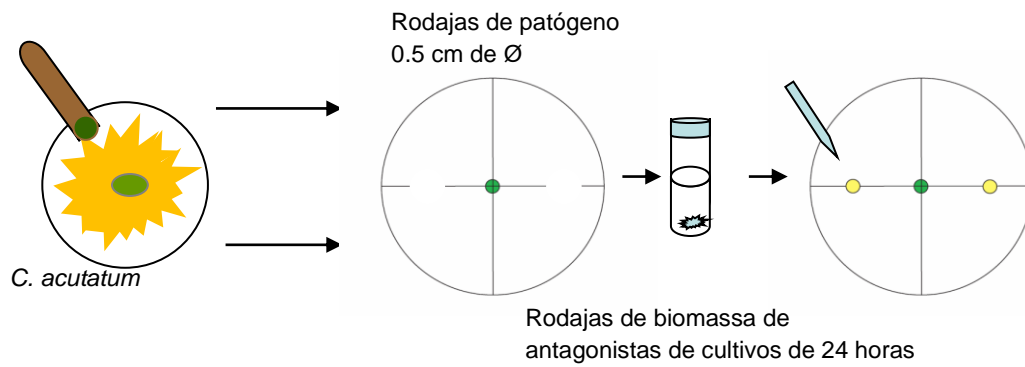 Rodajas de patógeno
0.5 cm de Ø
C. acutatum
Rodajas de biomassa de
antagonistas de cultivos de 24 horas